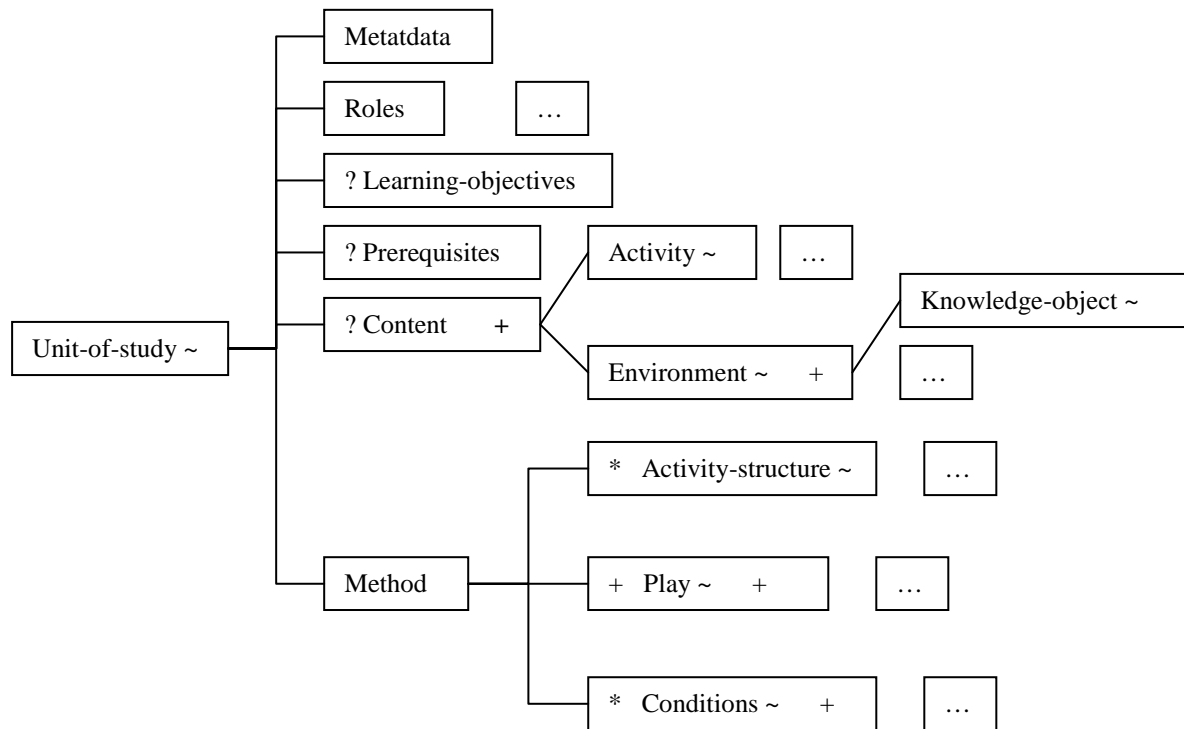 Metatdata
Roles
…
? Learning-objectives
? Prerequisites
Activity ~
…
Knowledge-object ~
? Content +
Unit-of-study ~
Environment ~ +
…
* Activity-structure ~
…
Method
+ Play ~ +
…
* Conditions ~ +
…